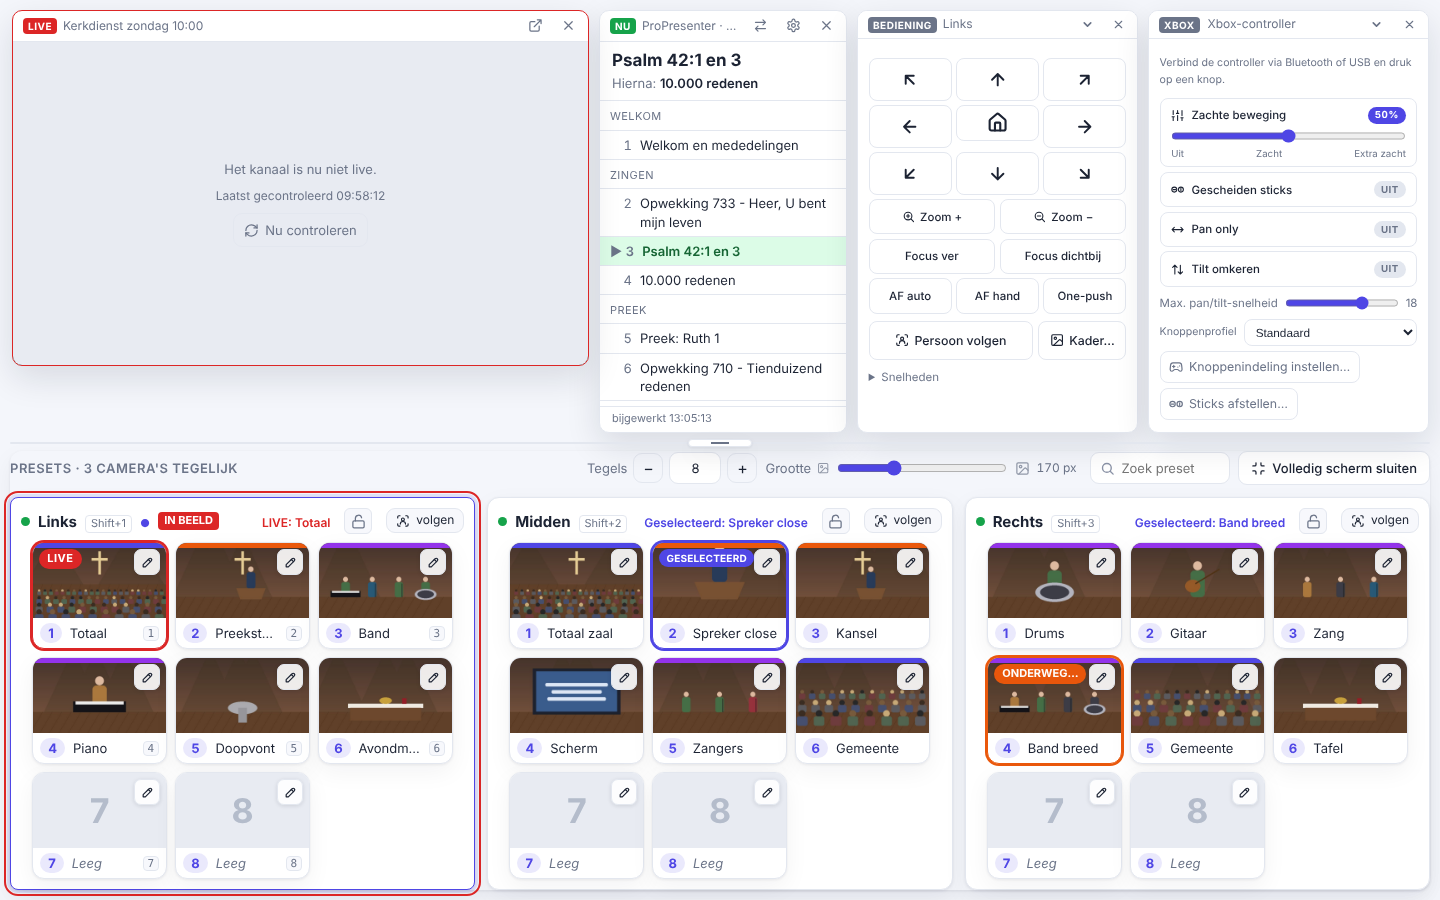 LIVE Kerkdienst zondag 10:00
Het kanaal is nu niet live.
Laatst gecontroleerd 09:58:12
Nu controleren
NU ProPresenter · ...
Psalm 42:1 en 3
Hierna: 10.000 redenen
WELKOM
1 Welkom en mededelingen
ZINGEN
2 Opwekking 733 - Heer, U bent
mijn leven
3 Psalm 42:1 en 3
4 10.000 redenen
PREEK
5 Preek: Ruth 1
6 Opwekking 710 - Tienduizend
redenen
bijgewerkt 13:05:13
BEDIENING Links
Zoom + Zoom −
Focus ver Focus dichtbij
AF auto AF hand One-push
Persoon volgen Kader...
Snelheden
XBOX Xbox-controller
Verbind de controller via Bluetooth of USB en druk
op een knop.
Zachte beweging 50%
Uit Zacht Extra zacht
Gescheiden sticks UIT
Pan only UIT
Tilt omkeren UIT
Max. pan/tilt-snelheid 18
Knoppenprofiel Standaard
Knoppenindeling instellen...
Sticks afstellen...
PRESETS · 3 CAMERA'S TEGELIJK
Tegels − 8 + Grootte 170 px Zoek preset Volledig scherm sluiten
Links Shift+1 IN BEELD LIVE: Totaal volgen
LIVE
1 Totaal 1
2 Preekst... 2
3 Band 3
4 Piano 4
5 Doopvont 5
6 Avondm... 6
7
7 Leeg 7
8
8 Leeg 8
Midden Shift+2 Geselecteerd: Spreker close volgen
1 Totaal zaal
GESELECTEERD
2 Spreker close
3 Kansel
4 Scherm
5 Zangers
6 Gemeente
7
7 Leeg
8
8 Leeg
Rechts Shift+3 Geselecteerd: Band breed volgen
1 Drums
2 Gitaar
3 Zang
ONDERWEG...
4 Band breed
5 Gemeente
6 Tafel
7
7 Leeg
8
8 Leeg